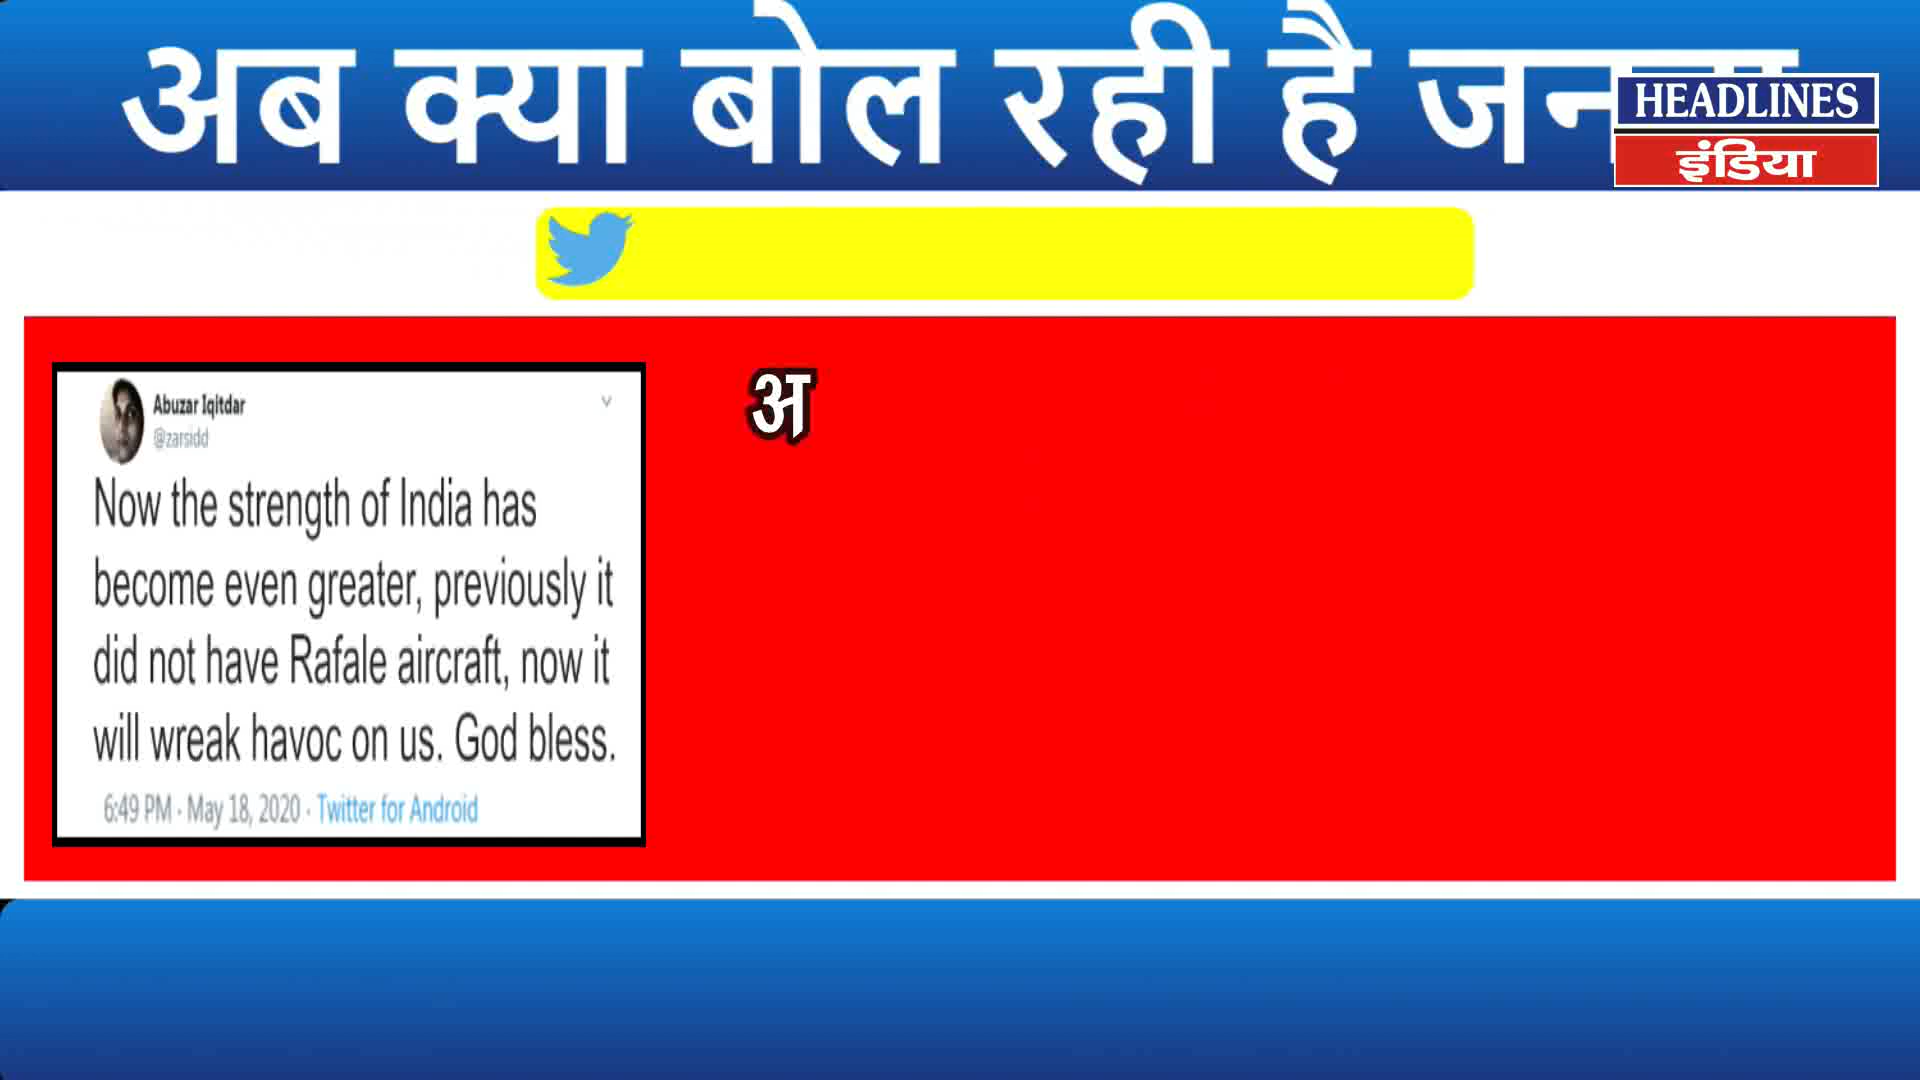 अब क्या बोल रही है
HEADLINES
इंडिया
अ
Abuzar Iqitdar
@zarsidd
Now the strength of India has
become even greater, previously it
did not have Rafale aircraft, now it
will wreak havoc on us. God bless.
6:49 PM · May 18, 2020 · Twitter for Android